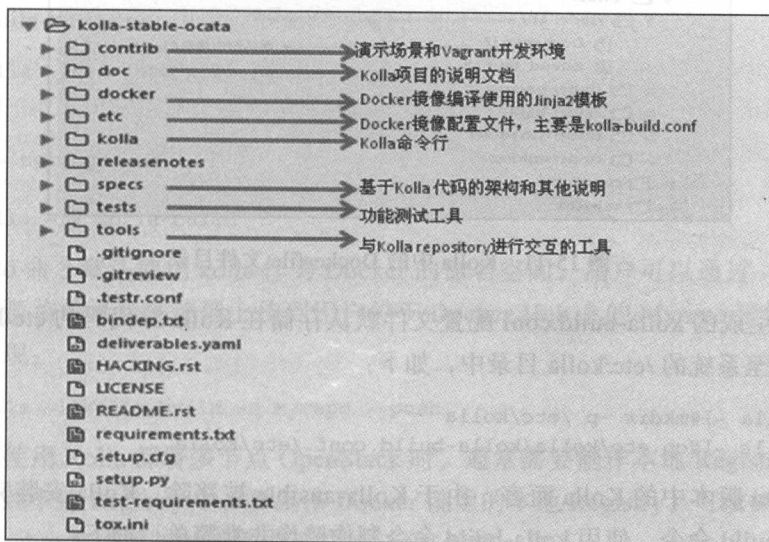 kolla-stable-ocata
contrib 演示场景和Vagrant开发环境
doc Kolla项目的说明文档
docker Docker镜像编译使用的Jinja2模板
etc Docker镜像配置文件，主要是kolla-build.conf
kolla Kolla命令行
releasenotes
specs 基于Kolla代码的架构和其他说明
tests 功能测试工具
tools 与Kolla repository进行交互的工具
.gitignore
.gitreview
.testr.conf
bindep.txt
deliverables.yaml
HACKING.rst
LICENSE
README.rst
requirements.txt
setup.cfg
setup.py
test-requirements.txt
tox.ini